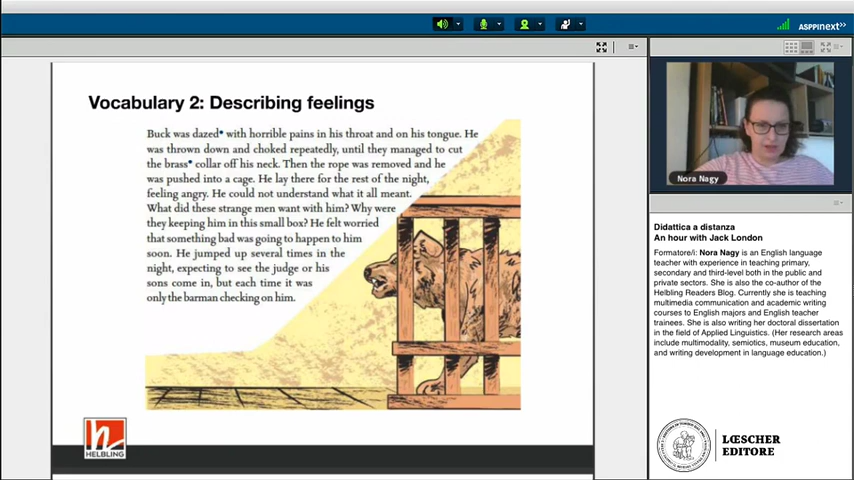 ASPPInext>>
Vocabulary 2: Describing feelings
Buck was dazed• with horrible pains in his throat and on his tongue. He
was thrown down and choked repeatedly, until they managed to cut
the brass• collar off his neck. Then the rope was removed and he
was pushed into a cage. He lay there for the rest of the night,
feeling angry. He could not understand what it all meant.
What did these strange men want with him? Why were
they keeping him in this small box? He felt worried
that something bad was going to happen to him
soon. He jumped up several times in the
night, expecting to see the judge or his
sons come in, but each time it was
only the barman checking on him.
h
HELBLING
Nora Nagy
Didattica a distanza
An hour with Jack London
Formatore/i: Nora Nagy is an English language
teacher with experience in teaching primary,
secondary and third-level both in the public and
private sectors. She is also the co-author of the
Helbling Readers Blog. Currently she is teaching
multimedia communication and academic writing
courses to English majors and English teacher
trainees. She is also writing her doctoral dissertation
in the field of Applied Linguistics. (Her research areas
include multimodality, semiotics, museum education,
and writing development in language education.)
LŒSCHER
EDITORE